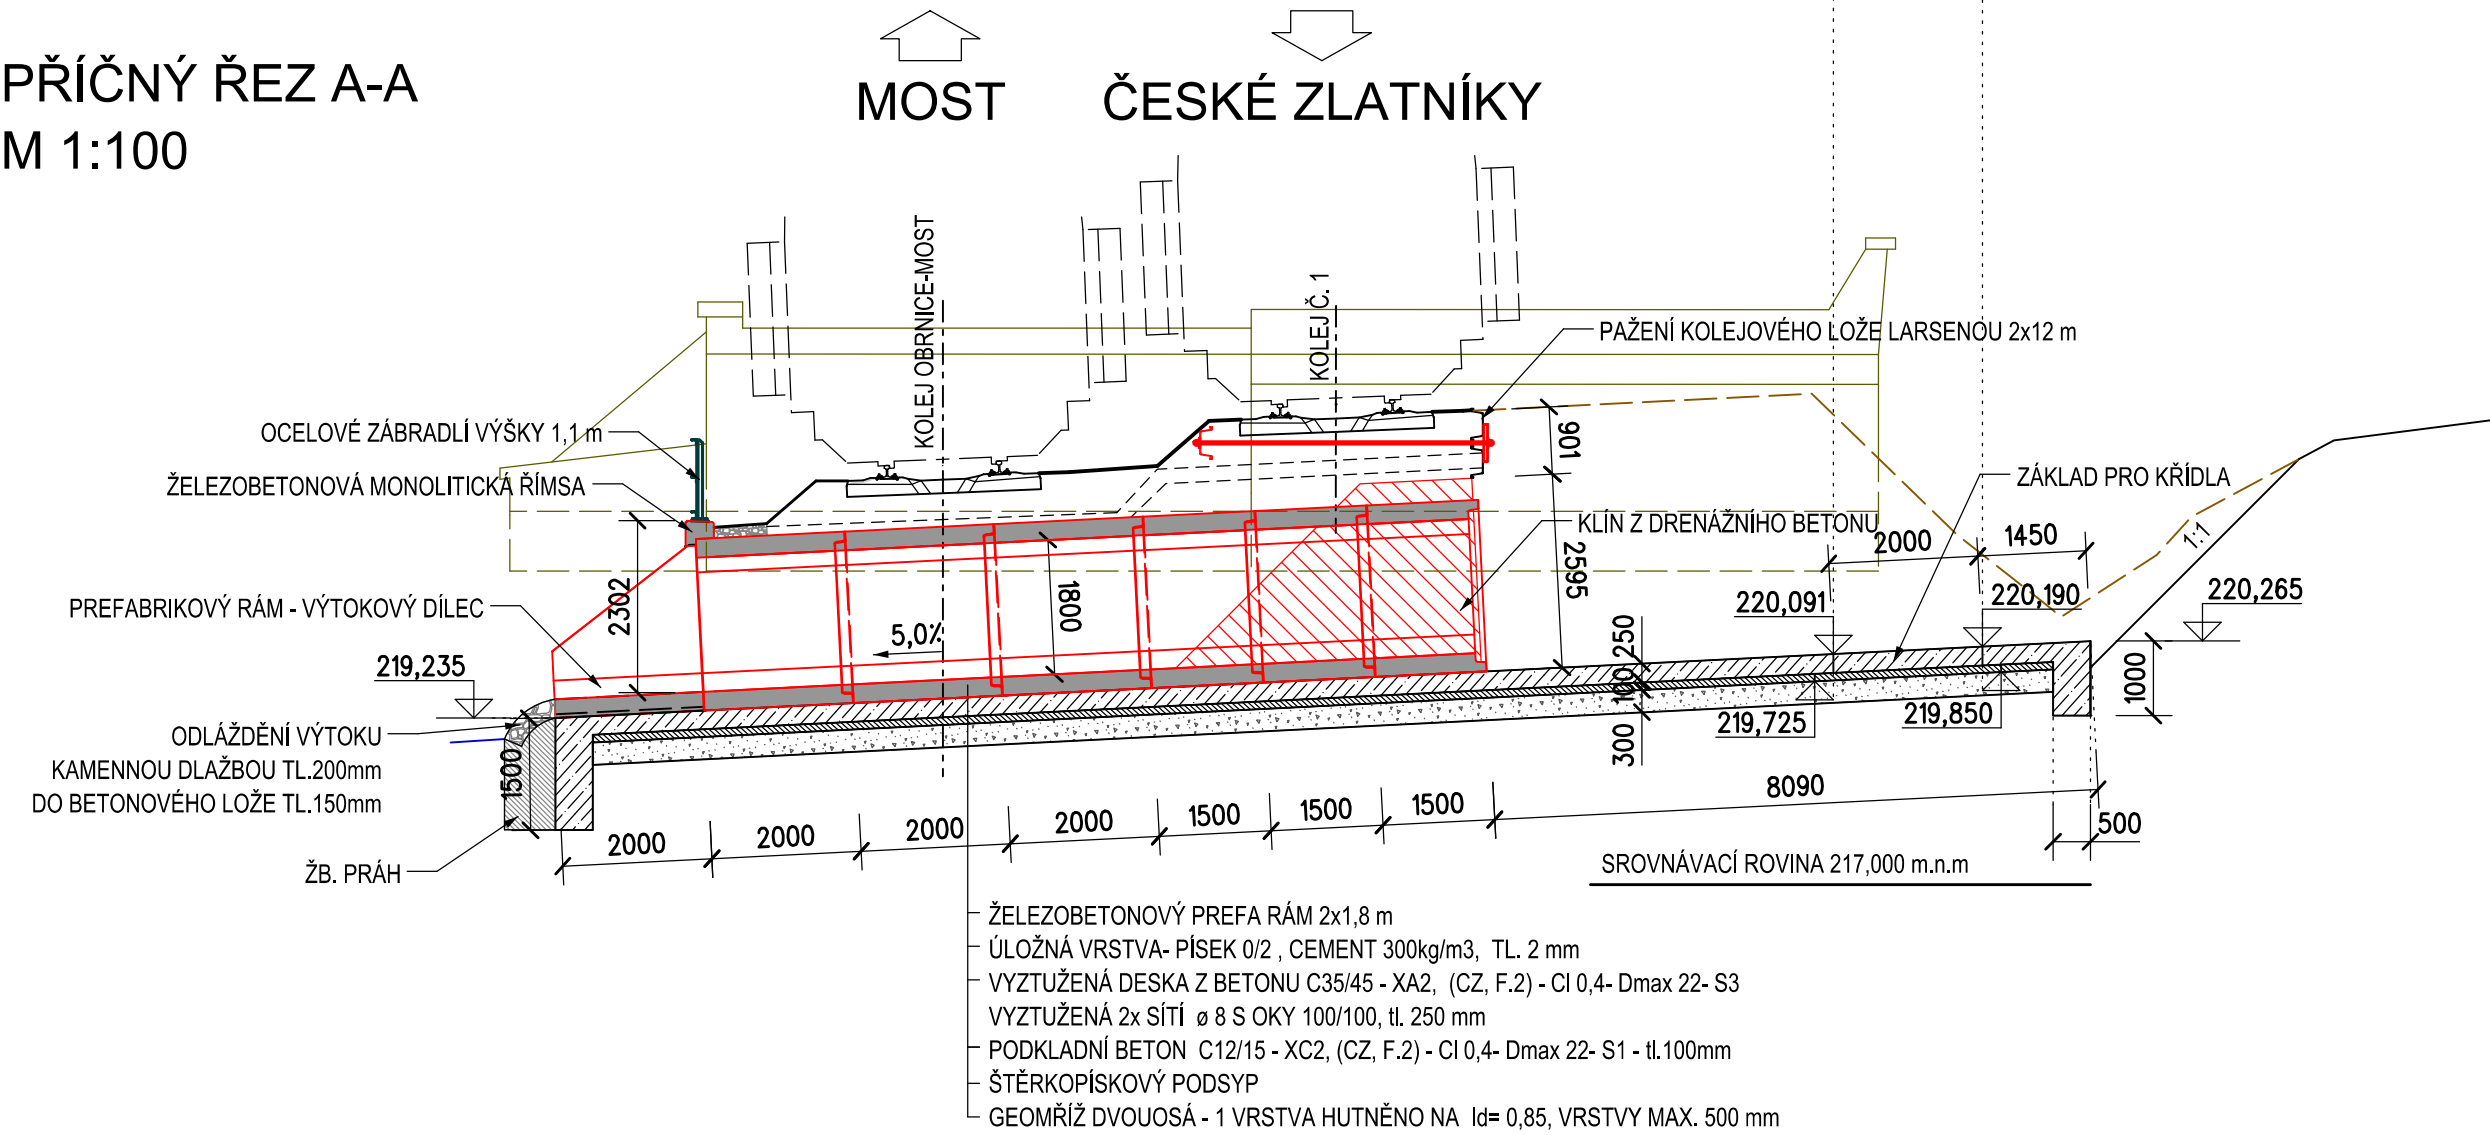 PŘÍČNÝ ŘEZ A-A
M 1:100
MOST
ČESKÉ ZLATNÍKY
KOLEJ OBRNICE-MOST
KOLEJ Č. 1
PAŽENÍ KOLEJOVÉHO LOŽE LARSENOU 2x12 m
OCELOVÉ ZÁBRADLÍ VÝŠKY 1,1 m
ŽELEZOBETONOVÁ MONOLITICKÁ ŘÍMSA
901
ZÁKLAD PRO KŘÍDLA
KLÍN Z DRENÁŽNÍHO BETONU
2000
1450
1:1
2595
2302
1800
PREFABRIKOVÝ RÁM - VÝTOKOVÝ DÍLEC
5,0%
220,091
220,190
220,265
219,235
250
100
300
1000
219,725
219,850
ODLÁŽDĚNÍ VÝTOKU
KAMENNOU DLAŽBOU TL.200mm
DO BETONOVÉHO LOŽE TL.150mm
1500
ŽB. PRÁH
2000
2000
2000
2000
1500
1500
1500
8090
500
SROVNÁVACÍ ROVINA 217,000 m.n.m
ŽELEZOBETONOVÝ PREFA RÁM 2x1,8 m
ÚLOŽNÁ VRSTVA- PÍSEK 0/2 , CEMENT 300kg/m3, TL. 2 mm
VYZTUŽENÁ DESKA Z BETONU C35/45 - XA2, (CZ, F.2) - Cl 0,4- Dmax 22- S3
VYZTUŽENÁ 2x SÍTÍ ø 8 S OKY 100/100, tl. 250 mm
PODKLADNÍ BETON C12/15 - XC2, (CZ, F.2) - Cl 0,4- Dmax 22- S1 - tl.100mm
ŠTĚRKOPÍSKOVÝ PODSYP
GEOMŘÍŽ DVOUOSÁ - 1 VRSTVA HUTNĚNO NA Id= 0,85, VRSTVY MAX. 500 mm